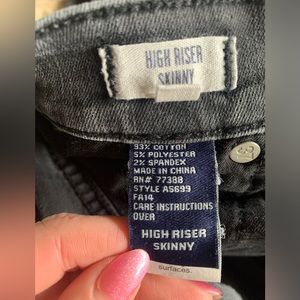 HIGH RISER
SKINNY
93% COTTON
5% POLYESTER
2% SPANDEX
MADE IN CHINA
RN# 77388
STYLE A5699
FA14
CARE INSTRUCTIONS
OVER
HIGH RISER
SKINNY
surfaces.